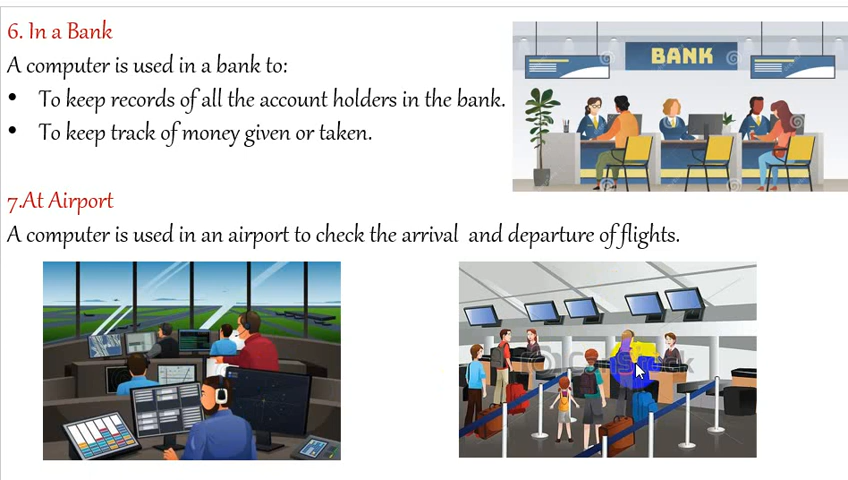 6. In a Bank
A computer is used in a bank to:
• To keep records of all the account holders in the bank.
• To keep track of money given or taken.
BANK
7.At Airport
A computer is used in an airport to check the arrival and departure of flights.